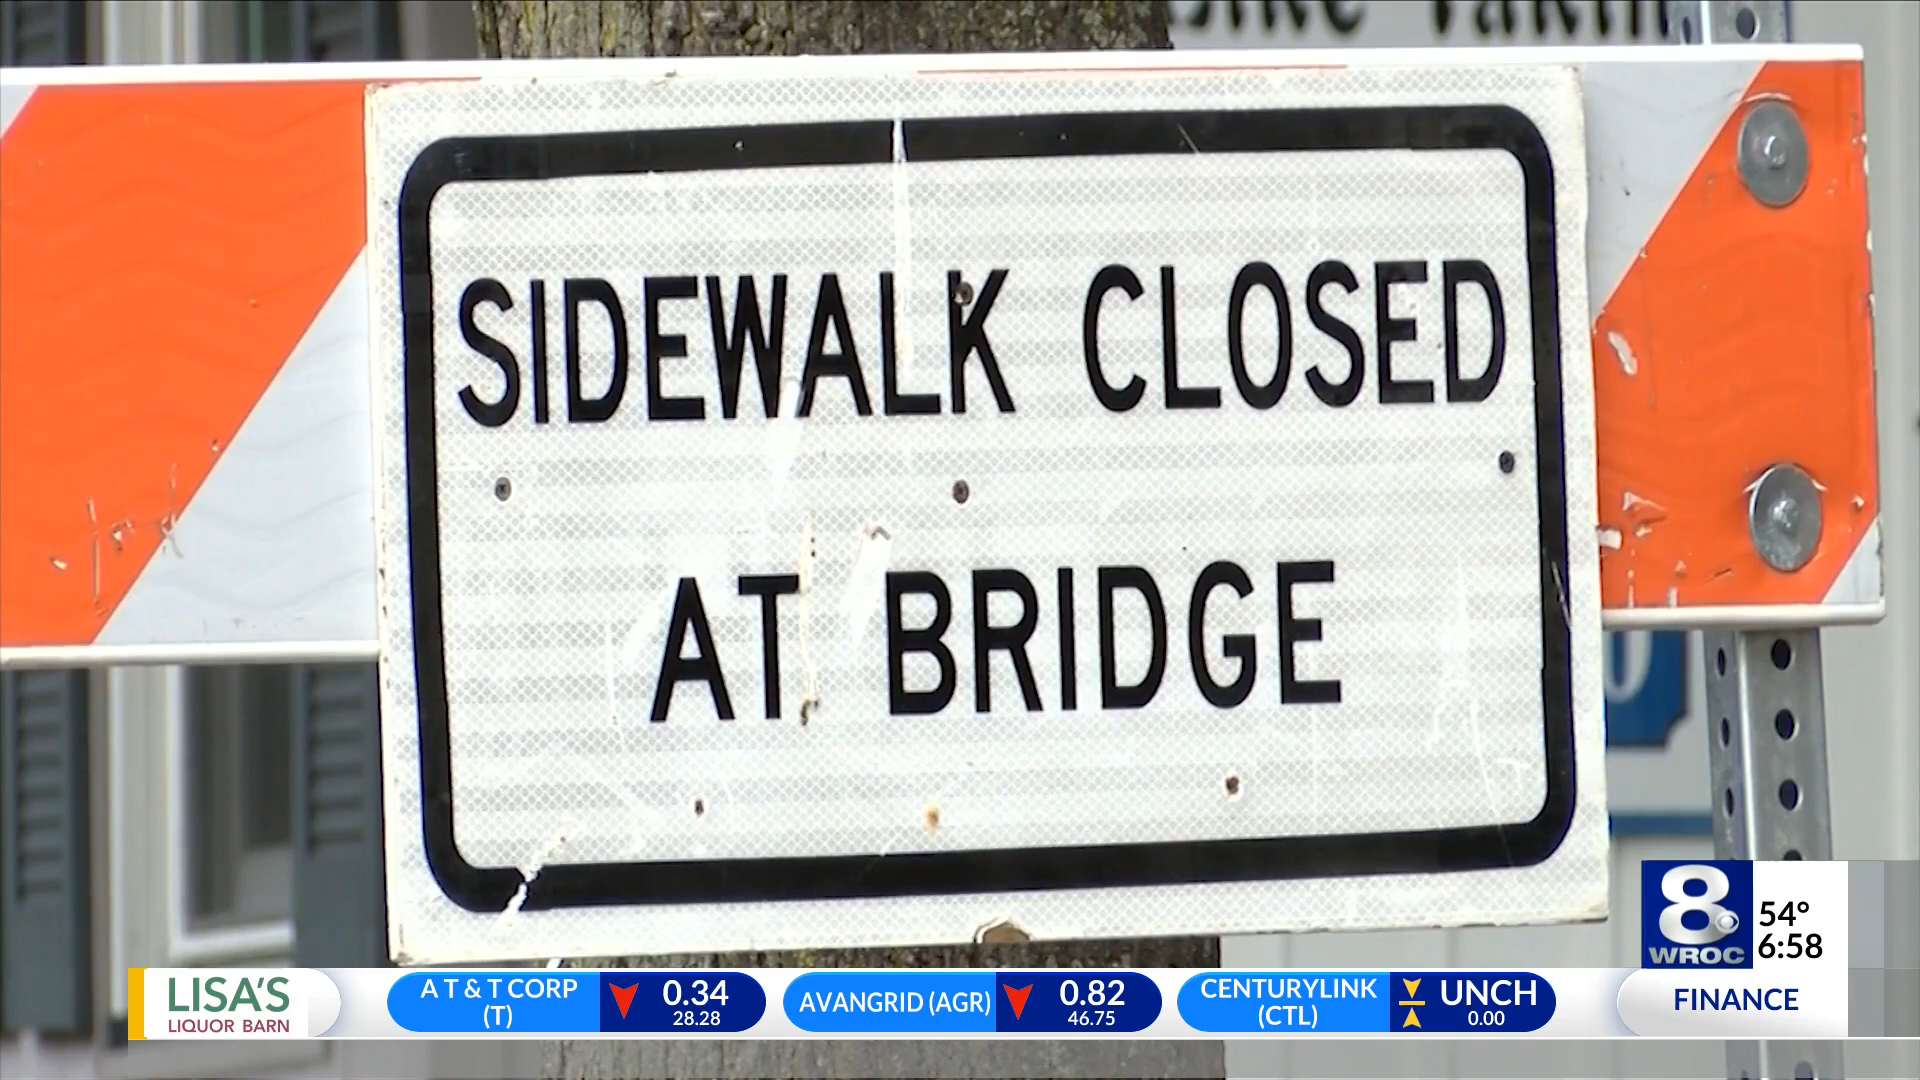 SIDEWALK CLOSED
AT BRIDGE
8
WROC
54°
6:58
LISA'S
LIQUOR BARN
A T & T CORP
(T)
0.34
28.28
AVANGRID (AGR)
0.82
46.75
CENTURYLINK
(CTL)
UNCH
0.00
FINANCE